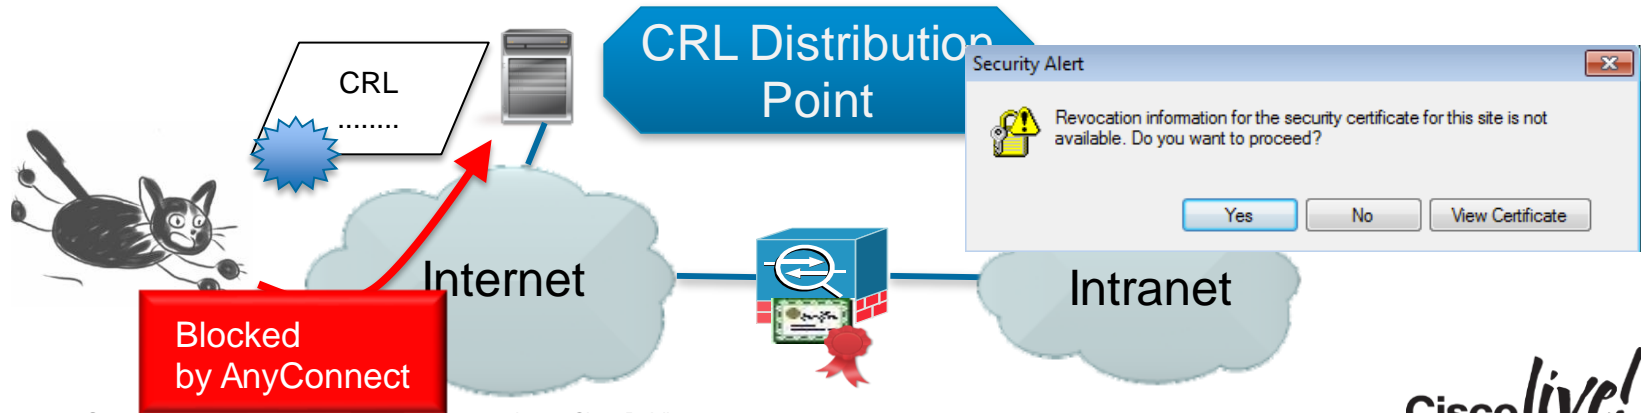 CRL
........
CRL Distribution
Point
Security Alert
Revocation information for the security certificate for this site is not
available. Do you want to proceed?
Yes
No
View Certificate
Internet
Intranet
Blocked
by AnyConnect
Cisco live!